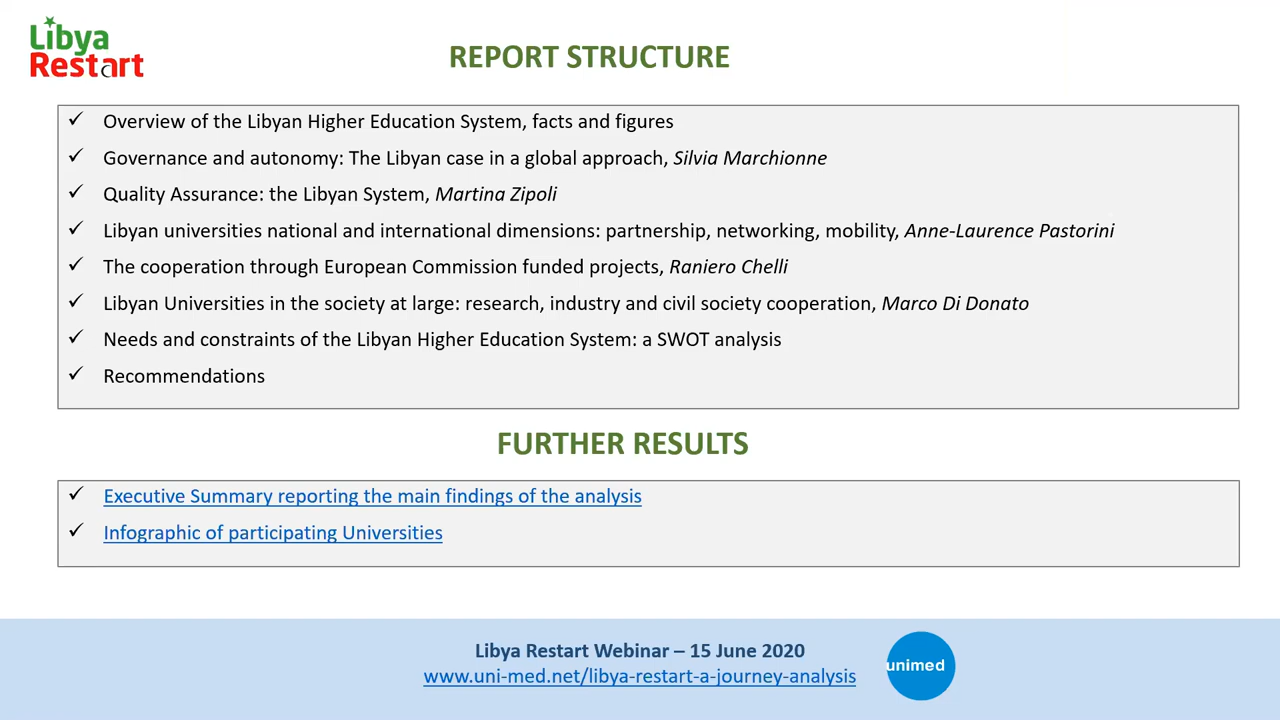 Libya
Restart
REPORT STRUCTURE
✓ Overview of the Libyan Higher Education System, facts and figures
✓ Governance and autonomy: The Libyan case in a global approach, Silvia Marchionne
✓ Quality Assurance: the Libyan System, Martina Zipoli
✓ Libyan universities national and international dimensions: partnership, networking, mobility, Anne-Laurence Pastorini
✓ The cooperation through European Commission funded projects, Raniero Chelli
✓ Libyan Universities in the society at large: research, industry and civil society cooperation, Marco Di Donato
✓ Needs and constraints of the Libyan Higher Education System: a SWOT analysis
✓ Recommendations
FURTHER RESULTS
✓ Executive Summary reporting the main findings of the analysis
✓ Infographic of participating Universities
Libya Restart Webinar – 15 June 2020
www.uni-med.net/libya-restart-a-journey-analysis
unimed